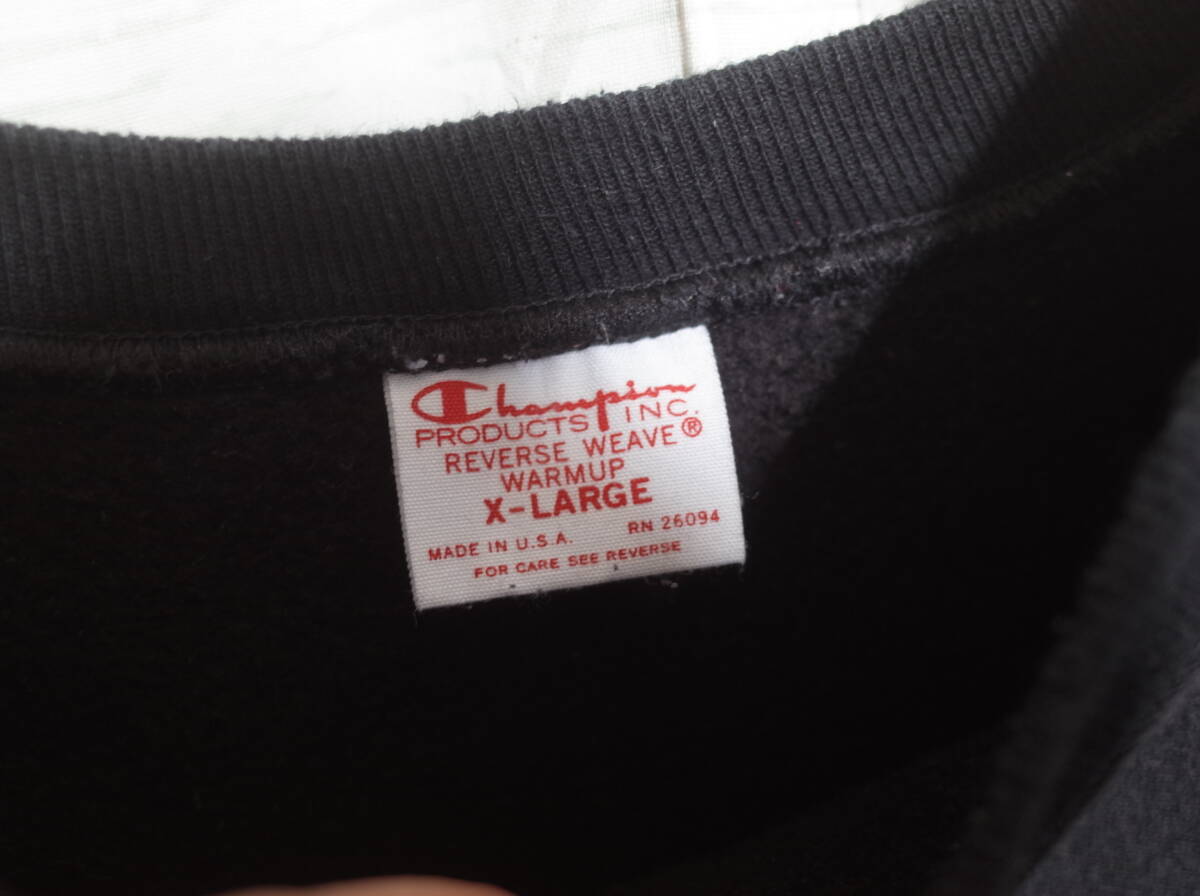 Champion
PRODUCTS INC.
REVERSE WEAVE®
WARMUP
X-LARGE
MADE IN U.S.A. RN 26094
FOR CARE SEE REVERSE